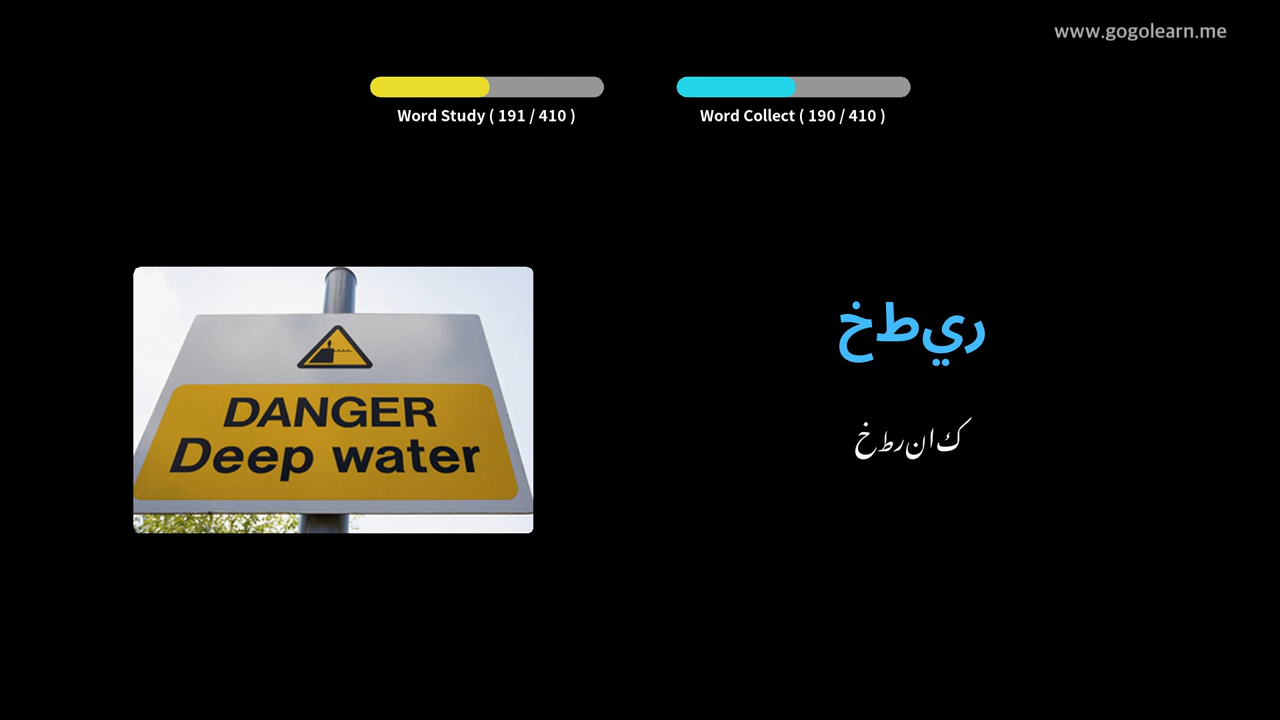 www.gogolearn.me
Word Study ( 191 / 410 )
Word Collect ( 190 / 410 )
DANGER
Deep water
خطير
خطرناک